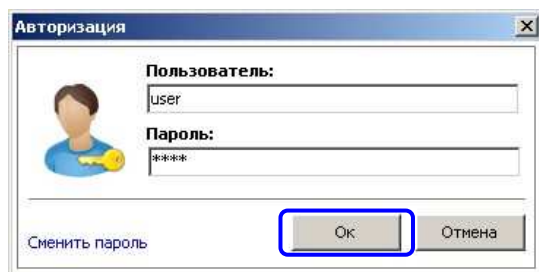 Авторизация
Пользователь:
user
Пароль:
****
Сменить пароль
Ок
Отмена